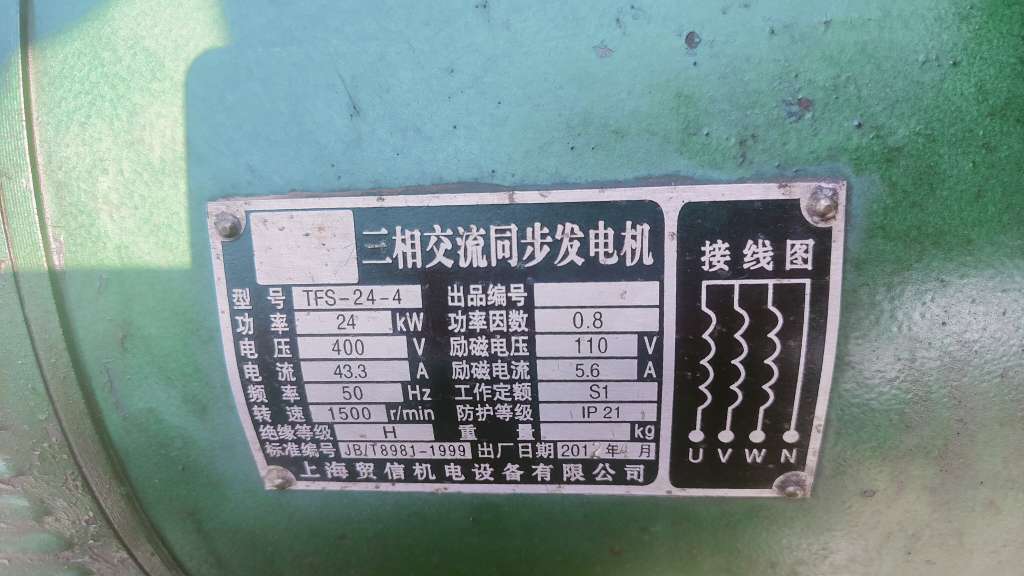 三相交流同步发电机
型号 TFS-24-4 出品编号
功率 24 kW 功率因数 0.8
电压 400 V 励磁电压 110 V
电流 43.3 A 励磁电流 5.6 A
频率 50 Hz 工作定额 S1
转速 1500 r/min 防护等级 IP 21
绝缘等级 H 重量 kg
标准编号 JB/T8981-1999 出厂日期 年 月
上海贸信机电设备有限公司
接线图
U V W N